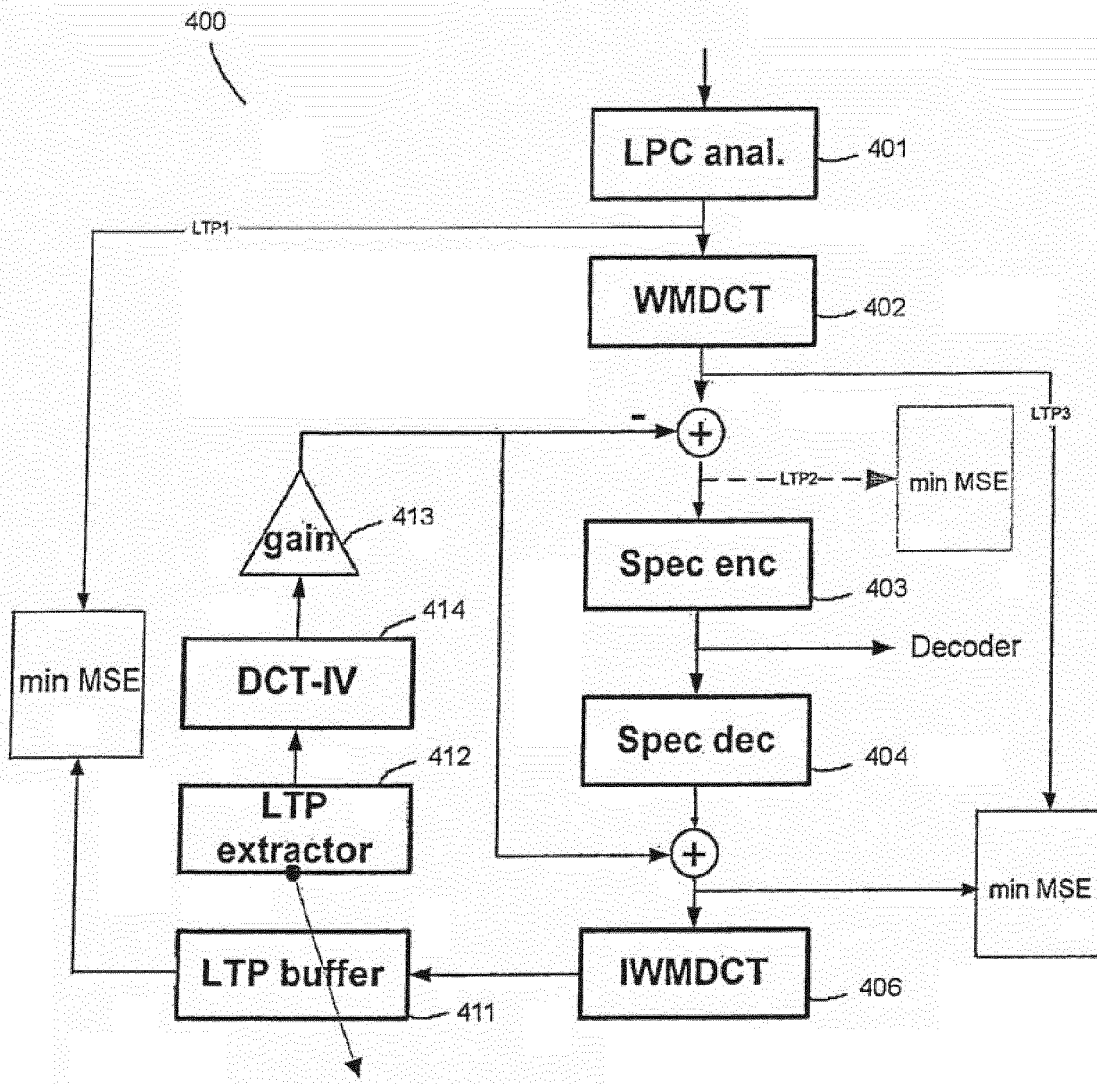 400
LPC anal.
401
LTP1
WMDCT
402
-
+
LTP3
LTP2
min MSE
gain
413
Spec enc
403
414
DCT-IV
min MSE
Decoder
Spec dec
404
412
LTP
extractor
+
min MSE
LTP buffer
411
IWMDCT
406